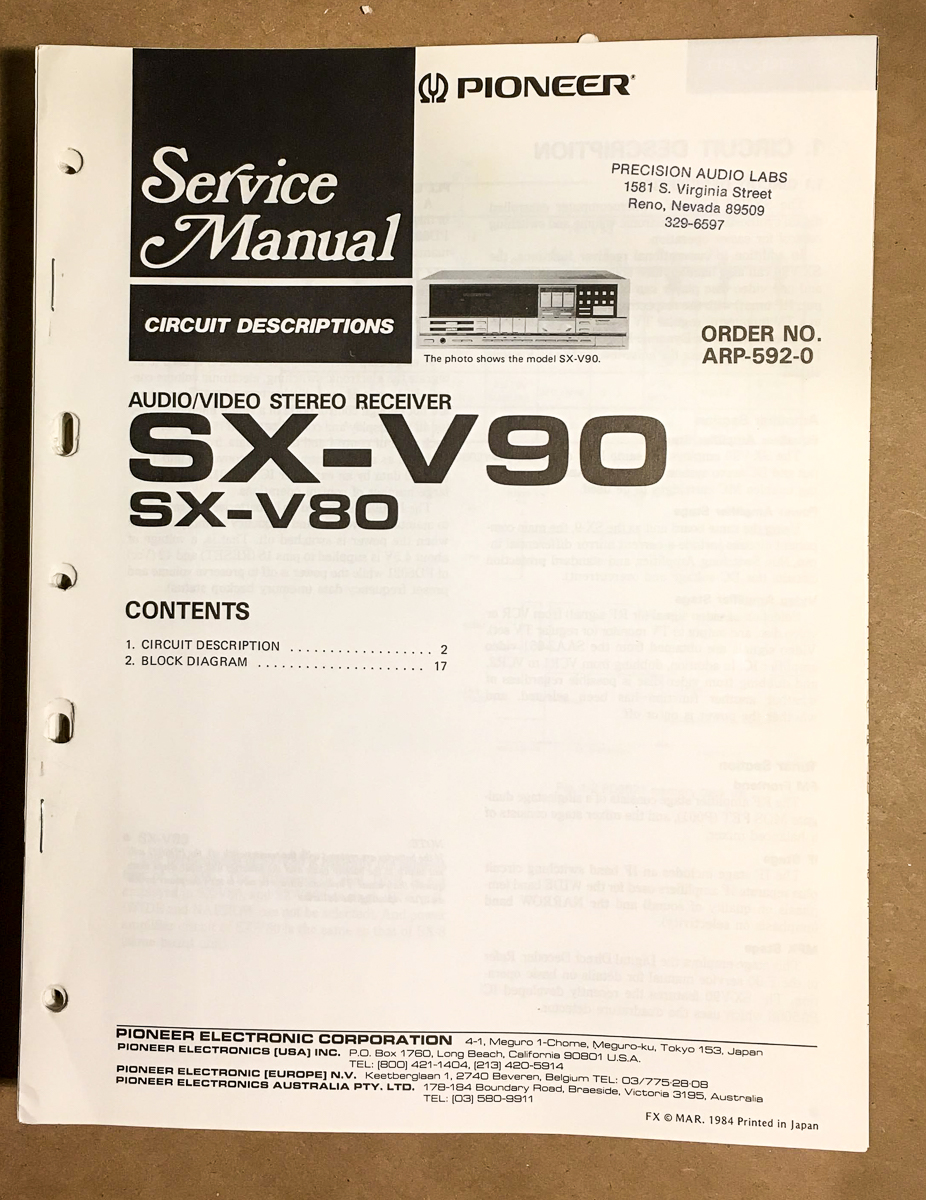 PIONEER®
Service
Manual
PRECISION AUDIO LABS
1581 S. Virginia Street
Reno, Nevada 89509
329-6597
CIRCUIT DESCRIPTIONS
The photo shows the model SX-V90.
ORDER NO.
ARP-592-0
AUDIO/VIDEO STEREO RECEIVER
SX-V90
SX-V80
CONTENTS
1. CIRCUIT DESCRIPTION .................. 2
2. BLOCK DIAGRAM ..................... 17
PIONEER ELECTRONIC CORPORATION 4-1, Meguro 1-Chome, Meguro-ku, Tokyo 153, Japan
PIONEER ELECTRONICS [USA] INC. P.O. Box 1760, Long Beach, California 90801 U.S.A.
TEL: [800] 421-1404, [213] 420-5914
PIONEER ELECTRONIC [EUROPE] N.V. Keetberglaan 1, 2740 Beveren, Belgium TEL: 03/775·28·08
PIONEER ELECTRONICS AUSTRALIA PTY. LTD. 178-184 Boundary Road, Braeside, Victoria 3195, Australia
TEL: [03] 580-9911
FX © MAR. 1984 Printed in Japan